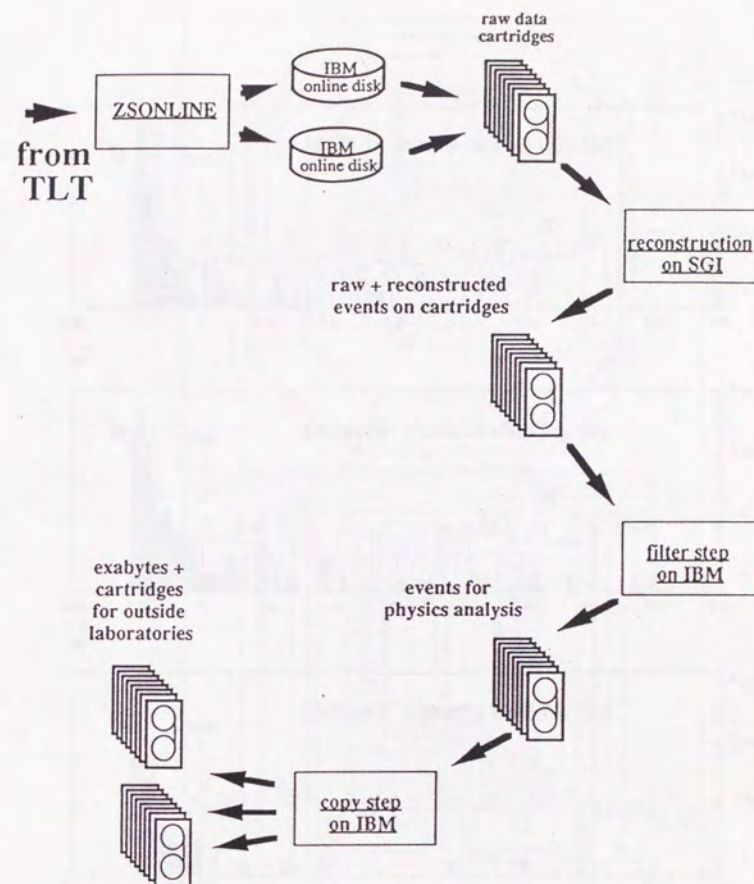 raw data
cartridges
IBM
online disk
ZSONLINE
IBM
online disk
from
TLT
reconstruction
on SGI
raw + reconstructed
events on cartridges
filter step
on IBM
exabytes +
cartridges
for outside
laboratories
events for
physics analysis
copy step
on IBM